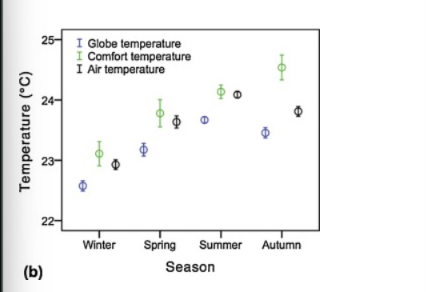 25
Globe temperature
Comfort temperature
Air temperature
24
23
22
Temperature (°C)
Winter Spring Summer Autumn
Season
(b)